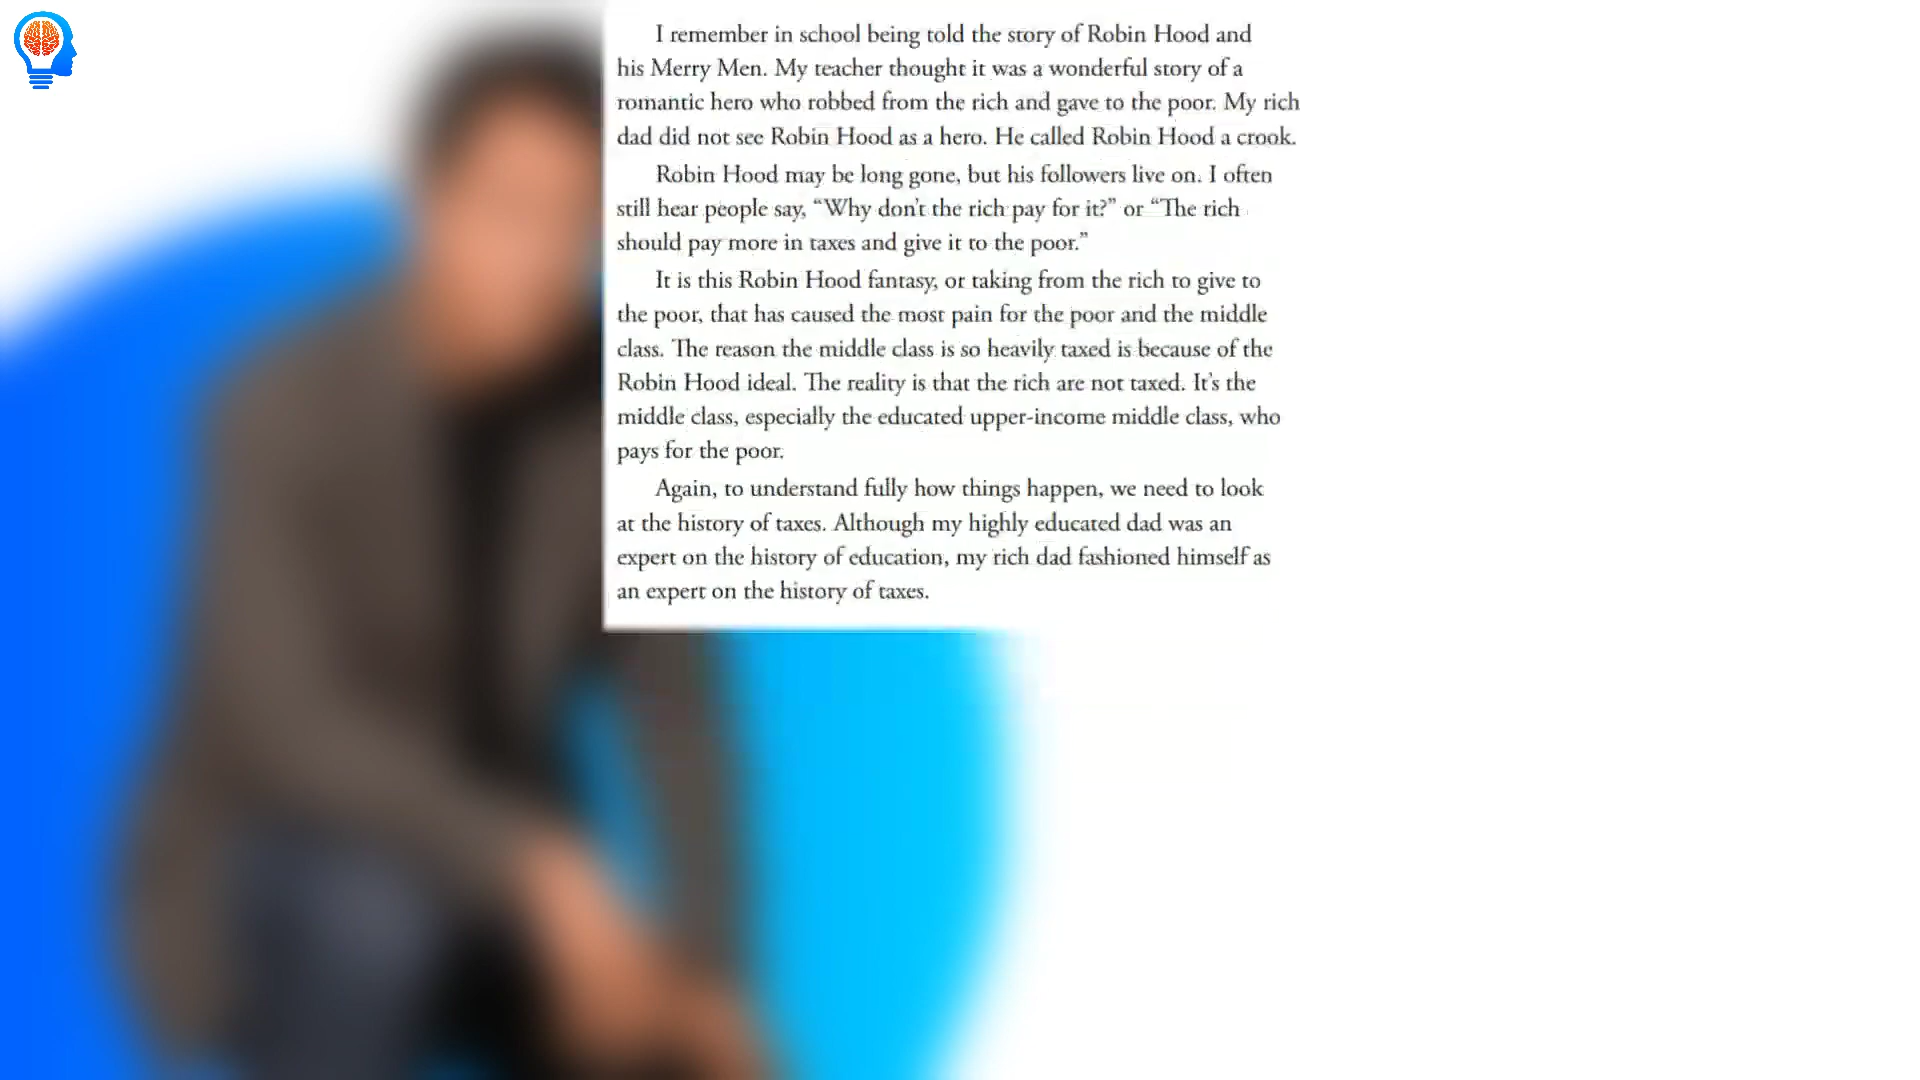 I remember in school being told the story of Robin Hood and
his Merry Men. My teacher thought it was a wonderful story of a
romantic hero who robbed from the rich and gave to the poor. My rich
dad did not see Robin Hood as a hero. He called Robin Hood a crook.
Robin Hood may be long gone, but his followers live on. I often
still hear people say, “Why don’t the rich pay for it?” or “The rich
should pay more in taxes and give it to the poor.”
It is this Robin Hood fantasy, or taking from the rich to give to
the poor, that has caused the most pain for the poor and the middle
class. The reason the middle class is so heavily taxed is because of the
Robin Hood ideal. The reality is that the rich are not taxed. It’s the
middle class, especially the educated upper-income middle class, who
pays for the poor.
Again, to understand fully how things happen, we need to look
at the history of taxes. Although my highly educated dad was an
expert on the history of education, my rich dad fashioned himself as
an expert on the history of taxes.